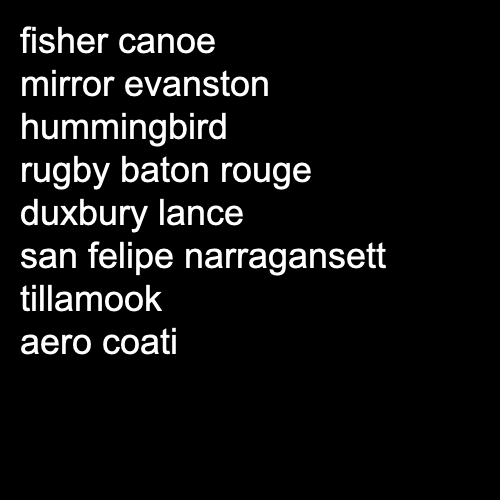 fisher canoe
mirror evanston
hummingbird
rugby baton rouge
duxbury lance
san felipe narragansett
tillamook
aero coati